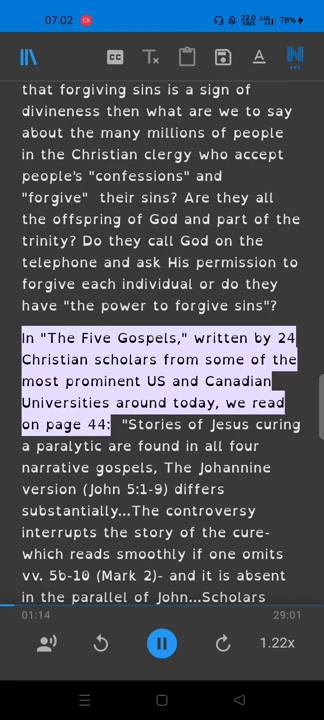 07.02 22.0 KB/s 78%
CC
that forgiving sins is a sign of
divineness then what are we to say
about the many millions of people
in the Christian clergy who accept
people's "confessions" and
"forgive"  their sins? Are they all
the offspring of God and part of the
trinity? Do they call God on the
telephone and ask His permission to
forgive each individual or do they
have "the power to forgive sins"?
In "The Five Gospels," written by 24
Christian scholars from some of the
most prominent US and Canadian
Universities around today, we read
on page 44:  "Stories of Jesus curing
a paralytic are found in all four
narrative gospels, The Johannine
version (John 5:1-9) differs
substantially...The controversy
interrupts the story of the cure-
which reads smoothly if one omits
vv. 5b-10 (Mark 2)- and it is absent
in the parallel of John...Scholars
01:14 29:01
1.22x